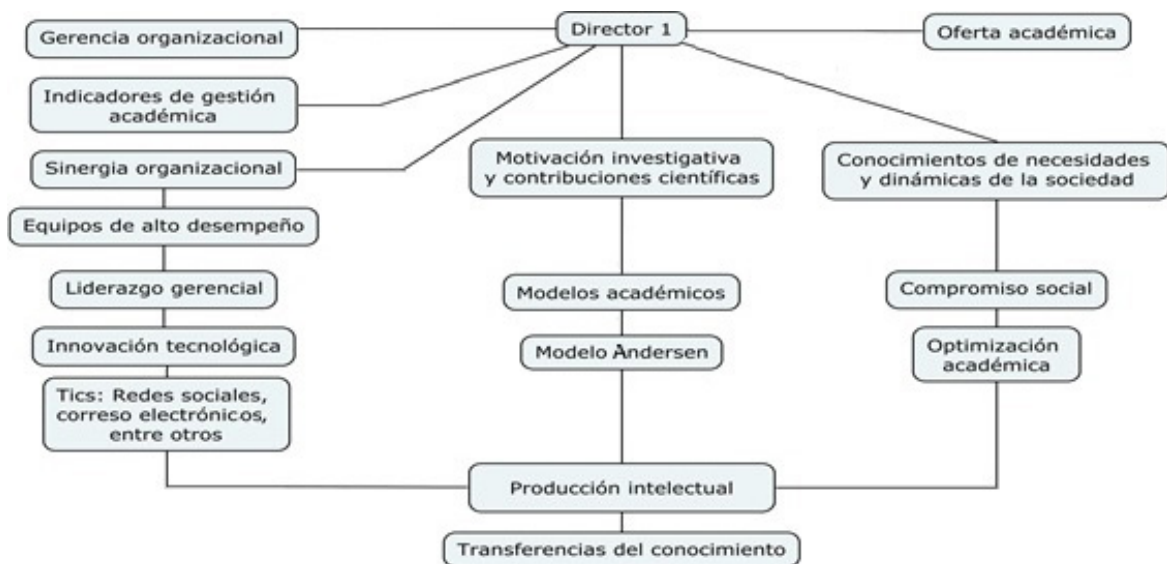 Director 1
Gerencia organizacional
Oferta académica
Indicadores de gestión
académica
Sinergia organizacional
Motivación investigativa
y contribuciones científicas
Conocimientos de necesidades
y dinámicas de la sociedad
Equipos de alto desempeño
Liderazgo gerencial
Modelos académicos
Compromiso social
Innovación tecnológica
Modelo Andersen
Optimización
académica
Tics: Redes sociales,
correso electrónicos,
entre otros
Producción intelectual
Transferencias del conocimiento